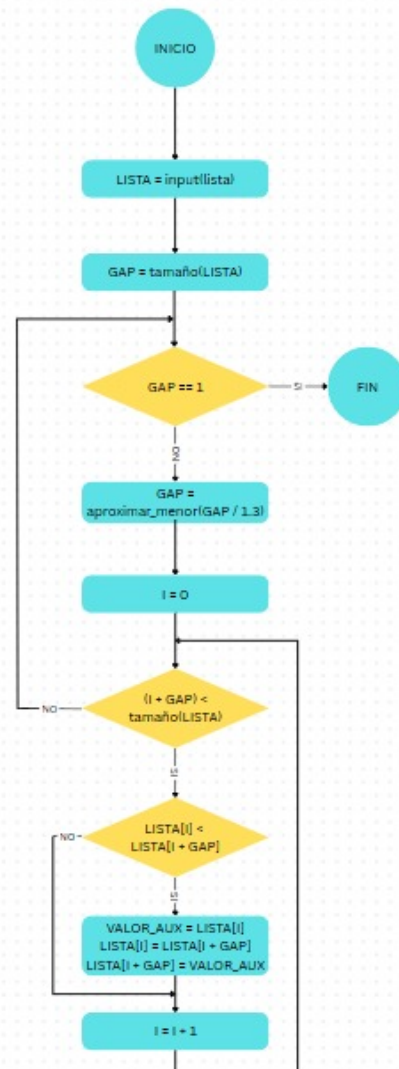 INICIO
LISTA = input(lista)
GAP = tamaño(LISTA)
GAP == 1
SI
FIN
NO
GAP =
aproximar_menor(GAP / 1.3)
I = 0
(I + GAP) <
tamaño(LISTA)
NO
SI
LISTA[I] <
LISTA[I + GAP]
NO
SI
VALOR_AUX = LISTA[I]
LISTA[I] = LISTA[I + GAP]
LISTA[I + GAP] = VALOR_AUX
I = I + 1